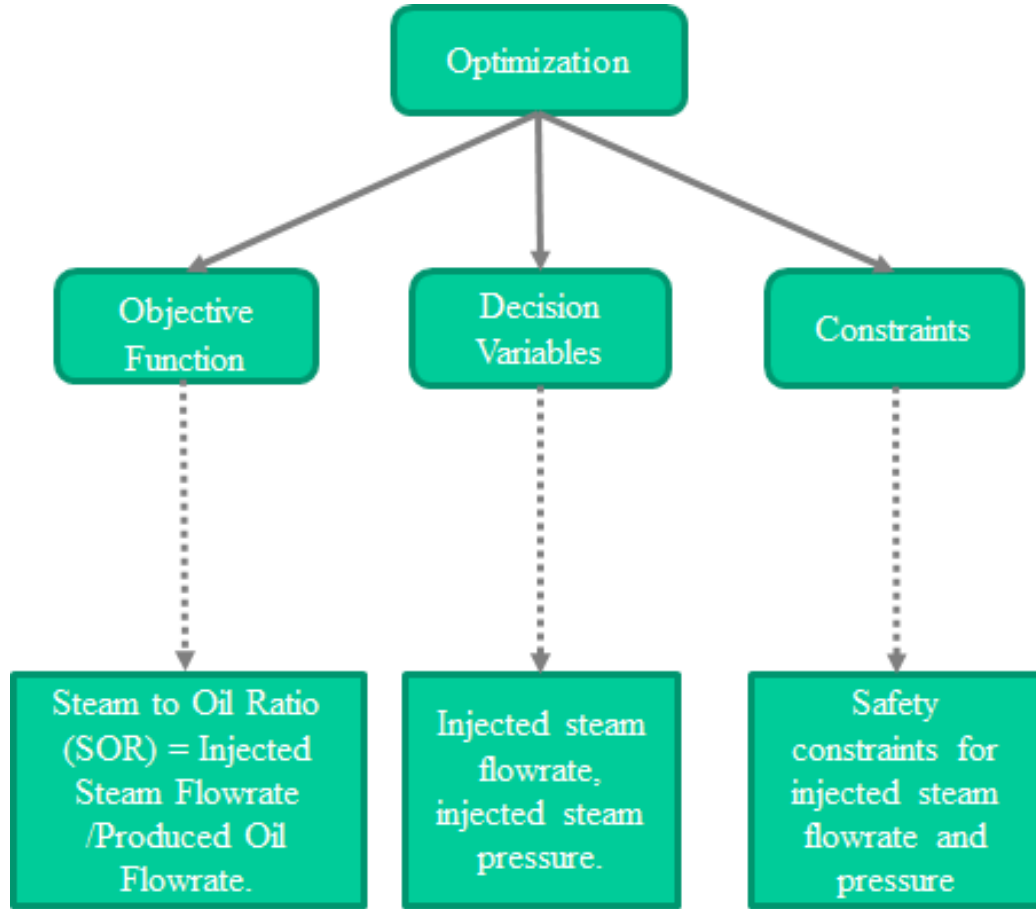 Optimization
Objective
Function
Decision
Variables
Constraints
Steam to Oil Ratio
(SOR) = Injected
Steam Flowrate
/Produced Oil
Flowrate.
Injected steam
flowrate,
injected steam
pressure.
Safety
constraints for
injected steam
flowrate and
pressure